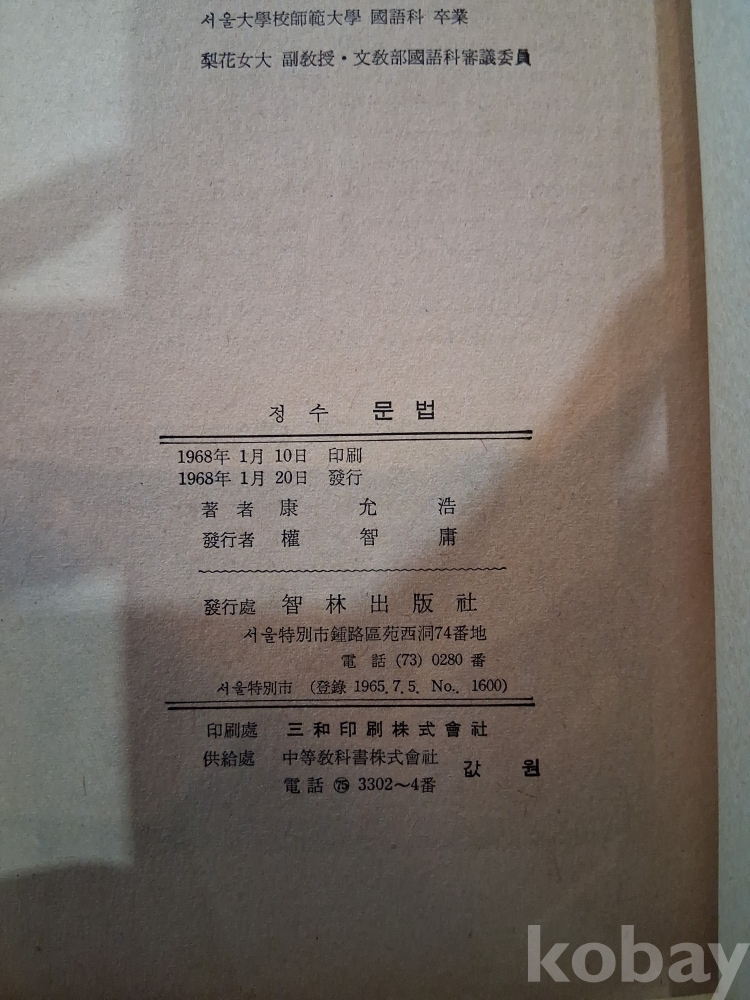 서울大學校師範大學 國語科 卒業
梨花女大 副敎授・文敎部國語科審議委員
정수 문법
1968年 1月 10日 印刷
1968年 1月 20日 發行
著者 康允浩
發行者 權智庸
發行處 智林出版社
서울特別市鍾路區苑西洞74番地
電話 (73) 0280 番
서울特別市 (登錄 1965.7.5. No.. 1600)
印刷處 三和印刷株式會社
供給處 中等敎科書株式會社
값 원
電話 ㉕ 3302～4番
kobay